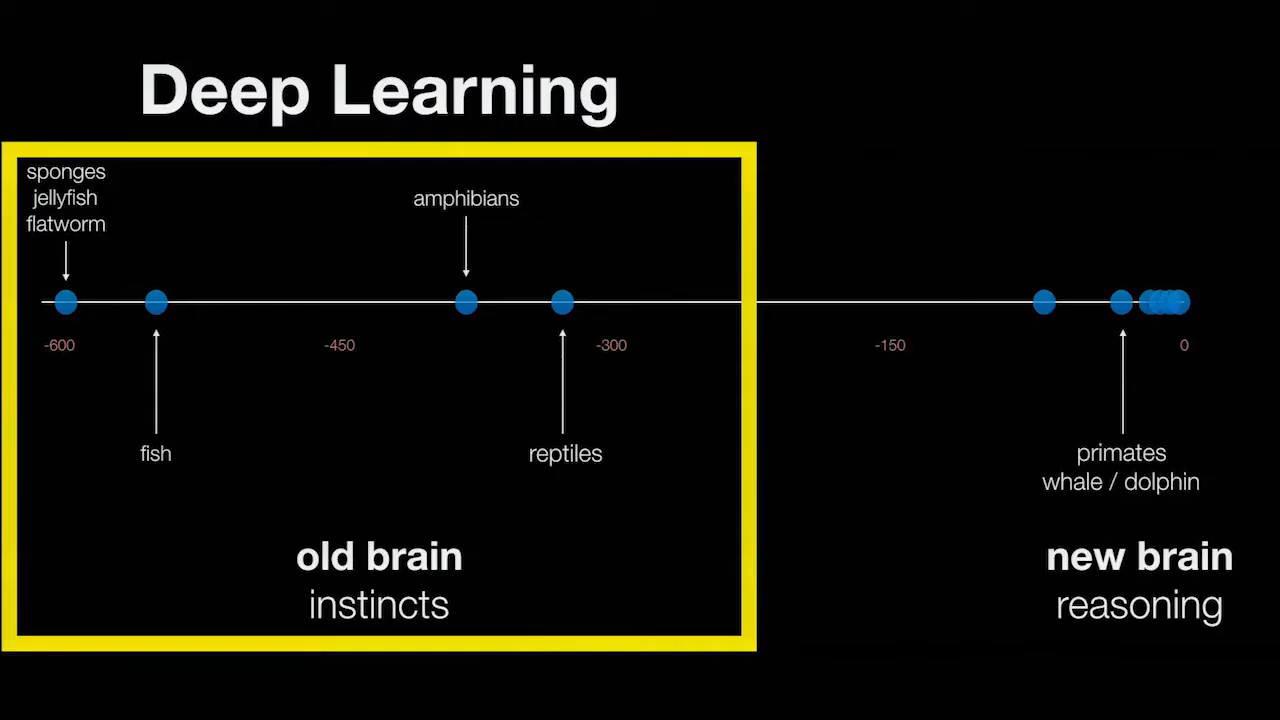 Deep Learning
sponges
jellyfish
flatworm
amphibians
-600
-450
-300
-150
0
fish
reptiles
primates
whale / dolphin
old brain
instincts
new brain
reasoning